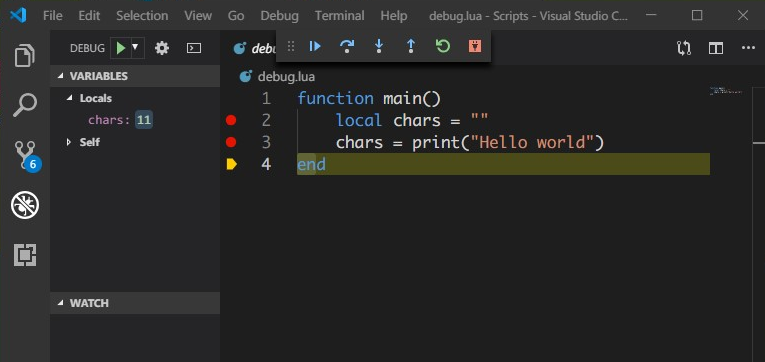 File Edit Selection View Go Debug Terminal Help debug.lua - Scripts - Visual Studio C...
DEBUG
VARIABLES
Locals
chars: 11
Self
6
WATCH
debug.lua
1 function main()
2 local chars = ""
3 chars = print("Hello world")
4 end